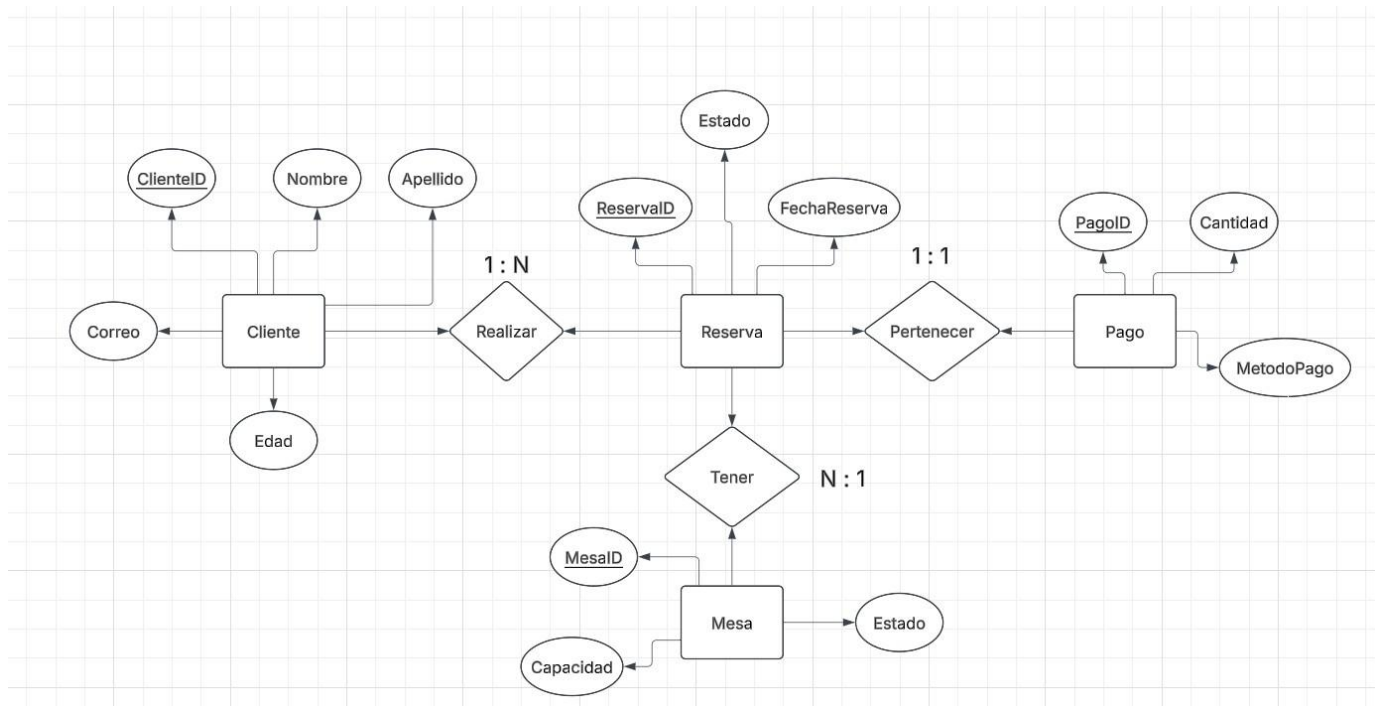 Estado
ClienteID
Nombre
Apellido
ReservaID
FechaReserva
PagoID
Cantidad
1 : N
1 : 1
Correo
Cliente
Realizar
Reserva
Pertenecer
Pago
MetodoPago
Edad
Tener
N : 1
MesaID
Mesa
Estado
Capacidad